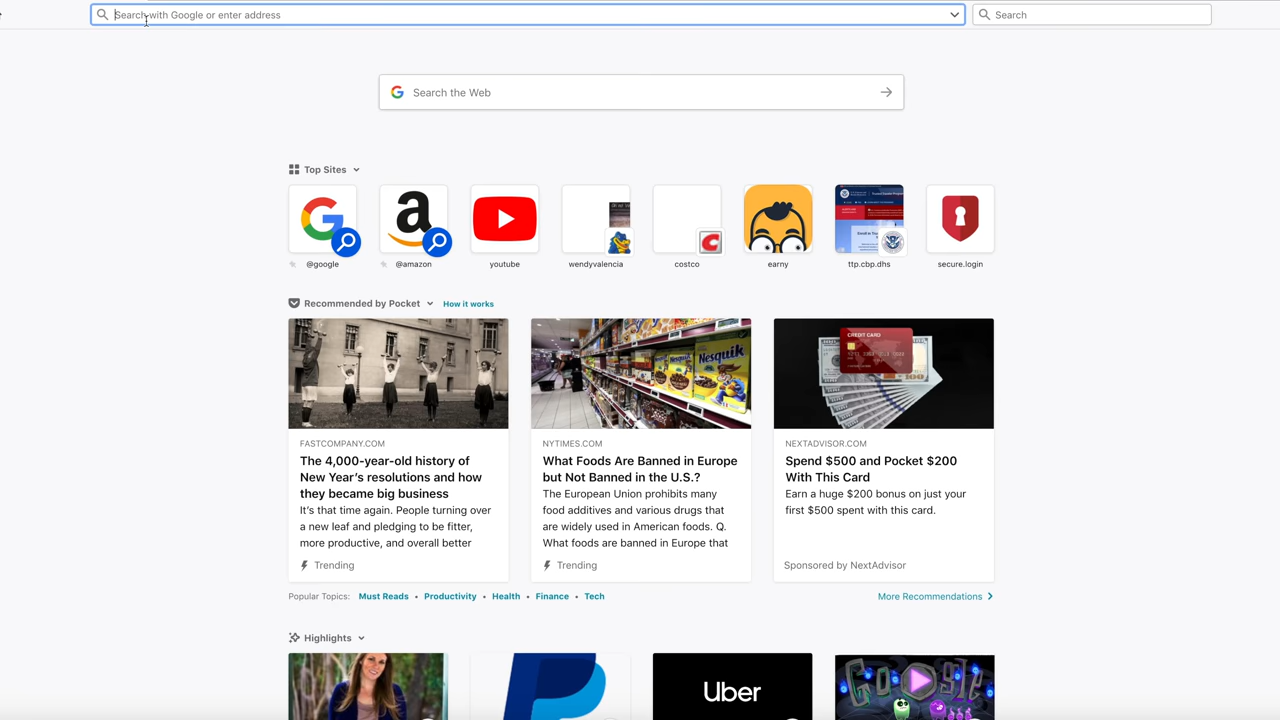 Search with Google or enter address
Search
Search the Web
Top Sites
@google
@amazon
youtube
wendyvalencia
costco
earny
ttp.cbp.dhs
secure.login
Recommended by Pocket
How it works
Nesquik
Nesquik
CREDIT CARD
FASTCOMPANY.COM
The 4,000-year-old history of
New Year's resolutions and how
they became big business
It's that time again. People turning over
a new leaf and pledging to be fitter,
more productive, and overall better
Trending
NYTIMES.COM
What Foods Are Banned in Europe
but Not Banned in the U.S.?
The European Union prohibits many
food additives and various drugs that
are widely used in American foods. Q.
What foods are banned in Europe that
Trending
NEXTADVISOR.COM
Spend $500 and Pocket $200
With This Card
Earn a huge $200 bonus on just your
first $500 spent with this card.
Sponsored by NextAdvisor
Popular Topics: Must Reads • Productivity • Health • Finance • Tech
More Recommendations
Highlights
Uber